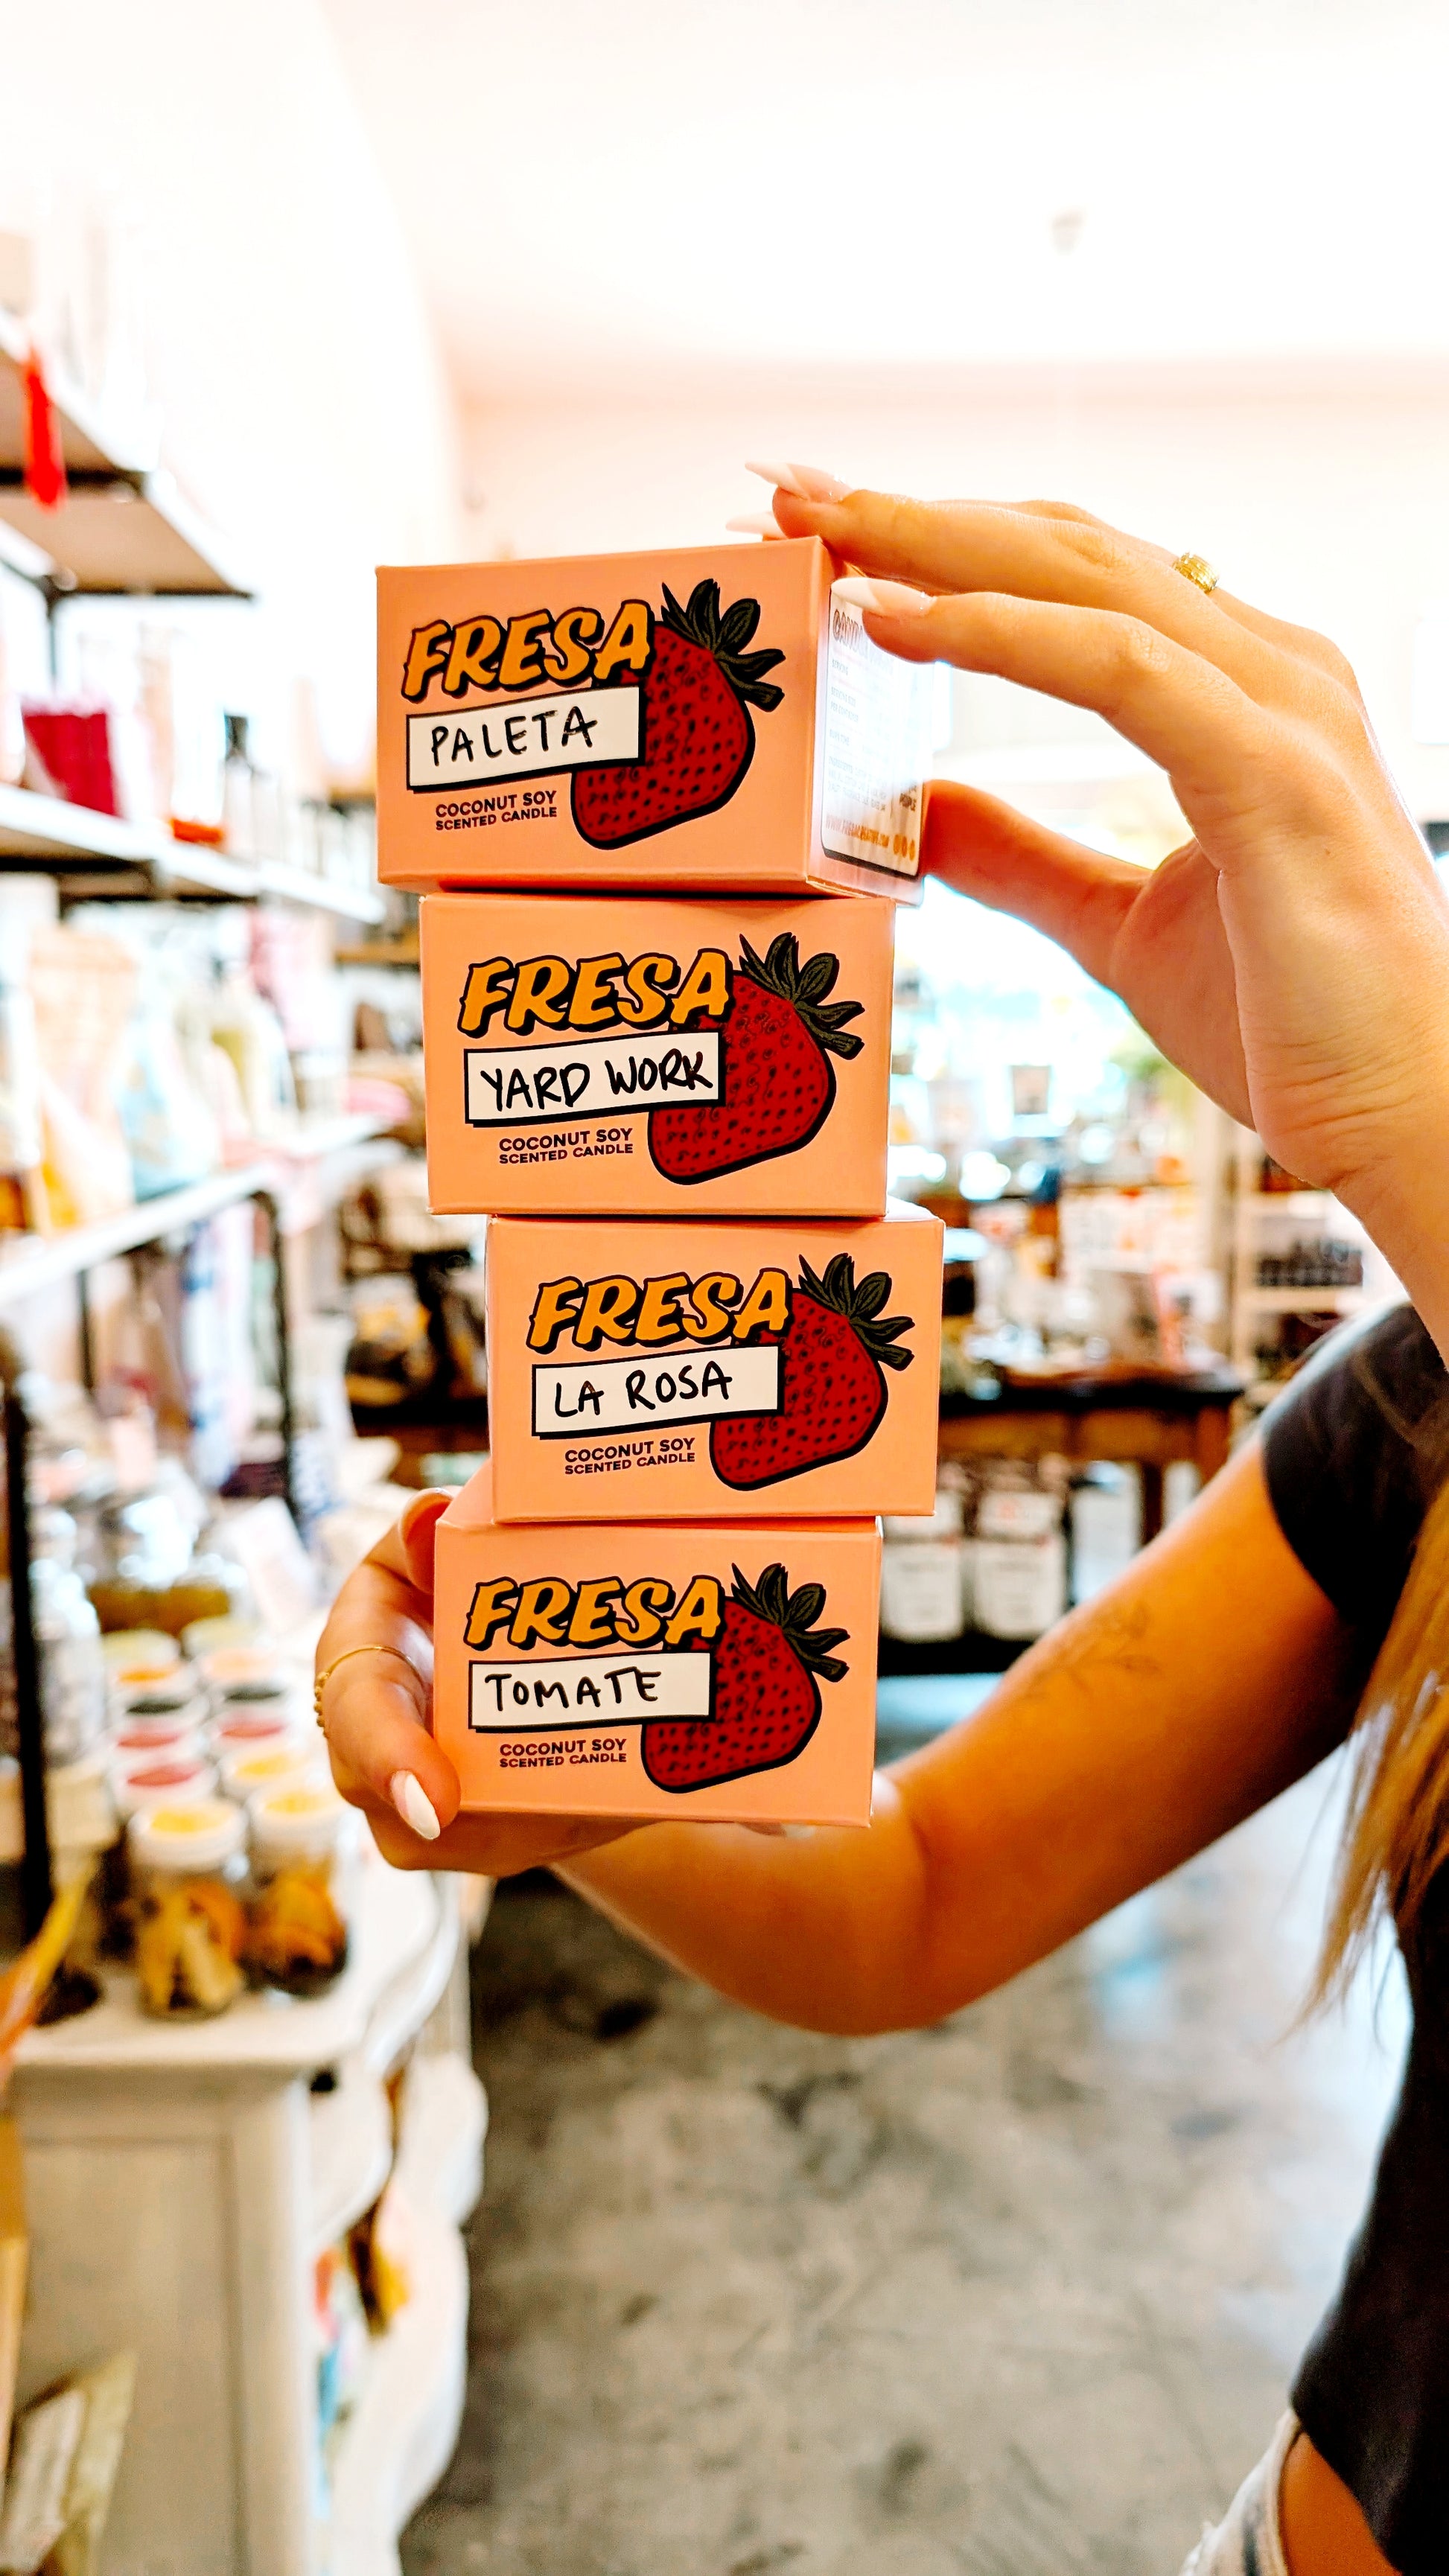 FRESA
PALETA
COCONUT SOY
SCENTED CANDLE
FRESA
YARD WORK
COCONUT SOY
SCENTED CANDLE
FRESA
LA ROSA
COCONUT SOY
SCENTED CANDLE
FRESA
TOMATE
COCONUT SOY
SCENTED CANDLE